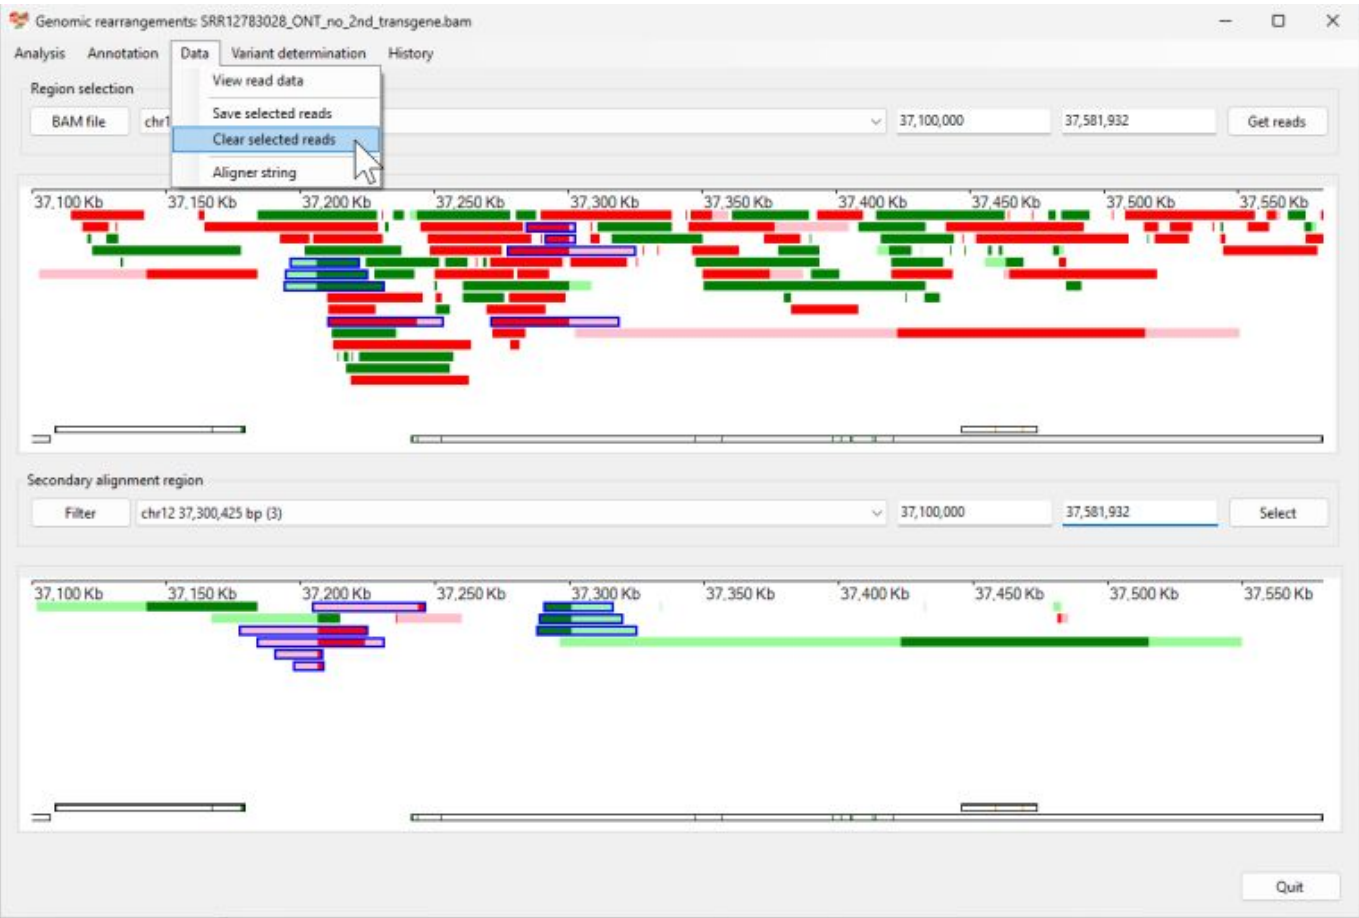 Genomic rearrangements: SRR12783028_ONT_no_2nd_transgene.bam
Analysis Annotation Data Variant determination History
View read data
Save selected reads
Clear selected reads
Aligner string
Region selection
BAM file chr1 37,100,000 37,581,932 Get reads
37,100 Kb 37,150 Kb 37,200 Kb 37,250 Kb 37,300 Kb 37,350 Kb 37,400 Kb 37,450 Kb 37,500 Kb 37,550 Kb
Secondary alignment region
Filter chr12 37,300,425 bp (3) 37,100,000 37,581,932 Select
37,100 Kb 37,150 Kb 37,200 Kb 37,250 Kb 37,300 Kb 37,350 Kb 37,400 Kb 37,450 Kb 37,500 Kb 37,550 Kb
Quit